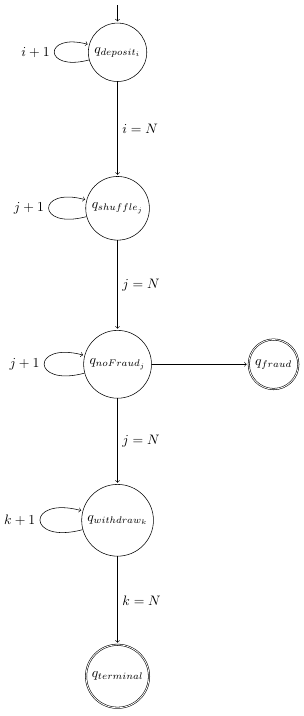 i + 1 q_{deposit_i}
i = N
j + 1 q_{shuffle_j}
j = N
j + 1 q_{noFraud_j} q_{fraud}
j = N
k + 1 q_{withdraw_k}
k = N
q_{terminal}